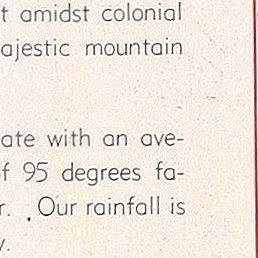 t amidst colonial
ajestic mountain
ate with an ave-
f 95 degrees fa-
r. Our rainfall is
y.